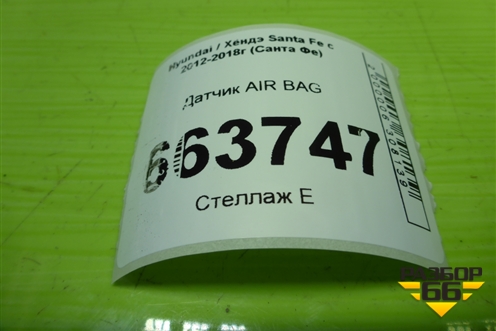 Hyundai / Хендэ Santa Fe с
2012-2018г (Санта Фе)
Датчик AIR BAG
663747
Стеллаж Е
РАЗБОР
66